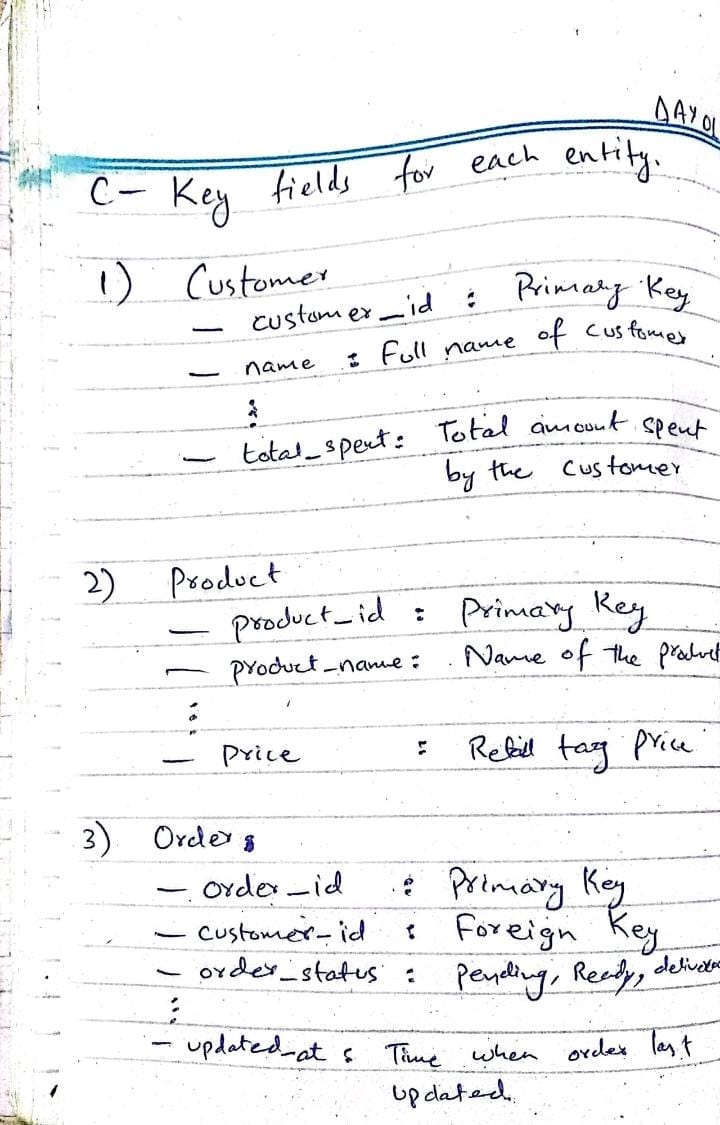 DAY 01
C- Key fields for each entity.
1) Customer
— customer_id : Primary Key
— name : Full name of customer
⋮
— total_spent : Total amount spent
by the customer
2) Product
— product_id : Primary Key
— product_name : Name of the product
⋮
— Price : Retail tag price
3) Orders
— order_id : Primary Key
— customer_id : Foreign Key
— order_status : Pending, Ready,
⋮
— updated_at : Time when order last
updated.